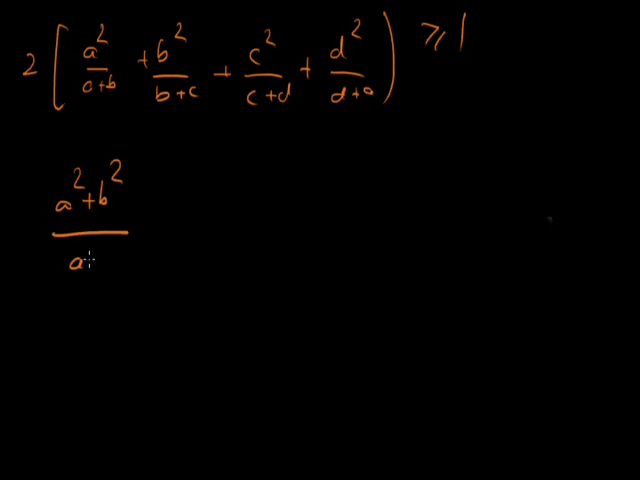 2 [ a^2/(a+b) + b^2/(b+c) + c^2/(c+d) + d^2/(d+a) ) ⩾ 1
a^2+b^2
a